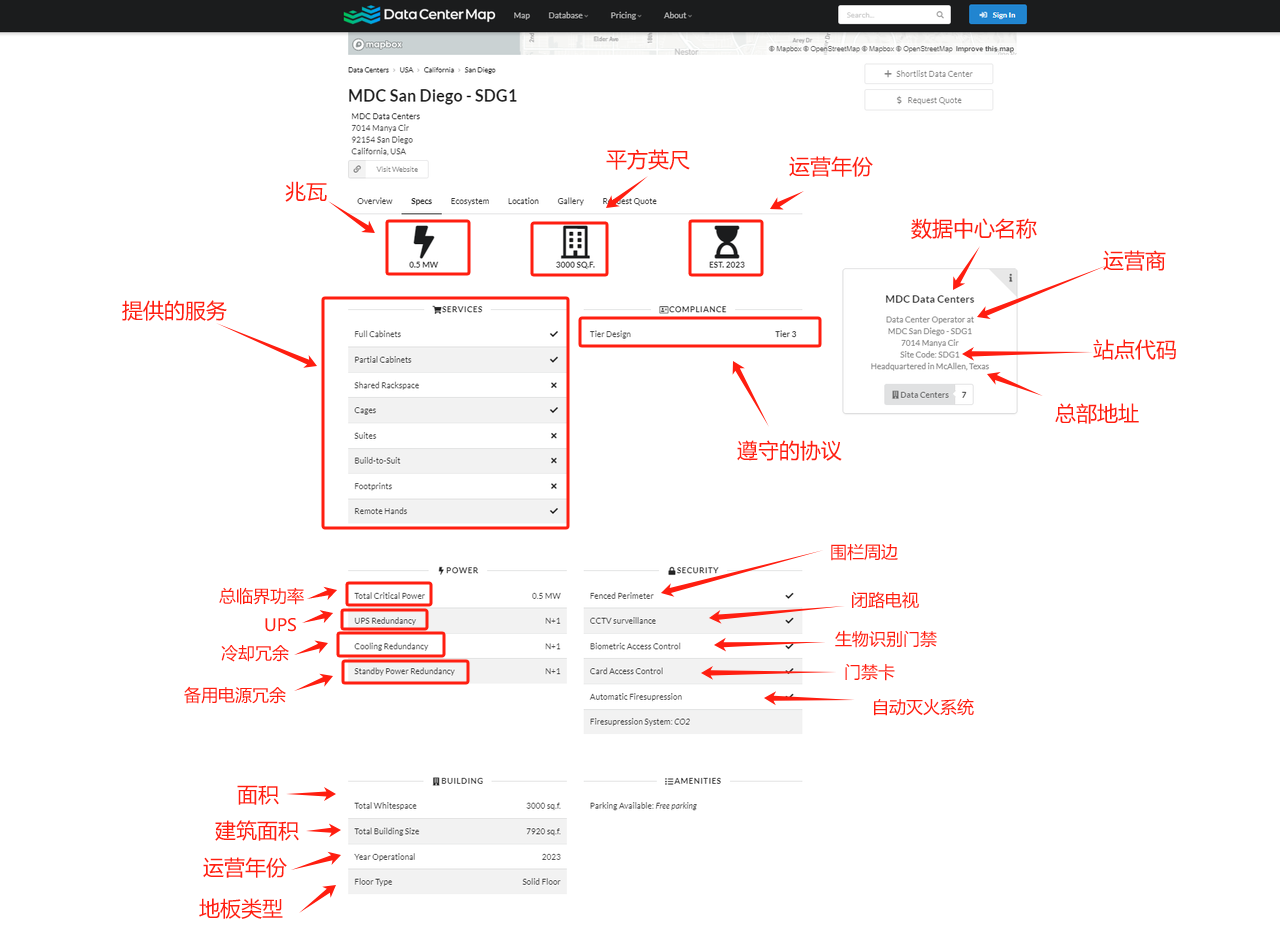 Data Center Map
Map
Database
Pricing
About
Search...
Sign In
mapbox
Elder Ave
Nestor
© Mapbox © OpenStreetMap © Mapbox © OpenStreetMap Improve this map
Data Centers › USA › California › San Diego
Shortlist Data Center
MDC San Diego - SDG1
$ Request Quote
MDC Data Centers
7014 Manya Cir
92154 San Diego
California, USA
Visit Website
平方英尺
运营年份
兆瓦
Overview
Specs
Ecosystem
Location
Gallery
Request Quote
0.5 MW
3000 SQ.F.
EST. 2023
数据中心名称
运营商
MDC Data Centers
Data Center Operator at
MDC San Diego - SDG1
7014 Manya Cir
Site Code: SDG1
Headquartered in McAllen, Texas
Data Centers 7
站点代码
总部地址
提供的服务
SERVICES
Full Cabinets
Partial Cabinets
Shared Rackspace
Cages
Suites
Build-to-Suit
Footprints
Remote Hands
COMPLIANCE
Tier Design Tier 3
遵守的协议
POWER
总临界功率
Total Critical Power 0.5 MW
UPS
UPS Redundancy N+1
冷却冗余
Cooling Redundancy N+1
备用电源冗余
Standby Power Redundancy N+1
SECURITY
围栏周边
Fenced Perimeter
闭路电视
CCTV surveillance
生物识别门禁
Biometric Access Control
门禁卡
Card Access Control
自动灭火系统
Automatic Firesupression
Firesupression System: CO2
BUILDING
面积
Total Whitespace 3000 sq.f.
建筑面积
Total Building Size 7920 sq.f.
运营年份
Year Operational 2023
地板类型
Floor Type Solid Floor
AMENITIES
Parking Available: Free parking